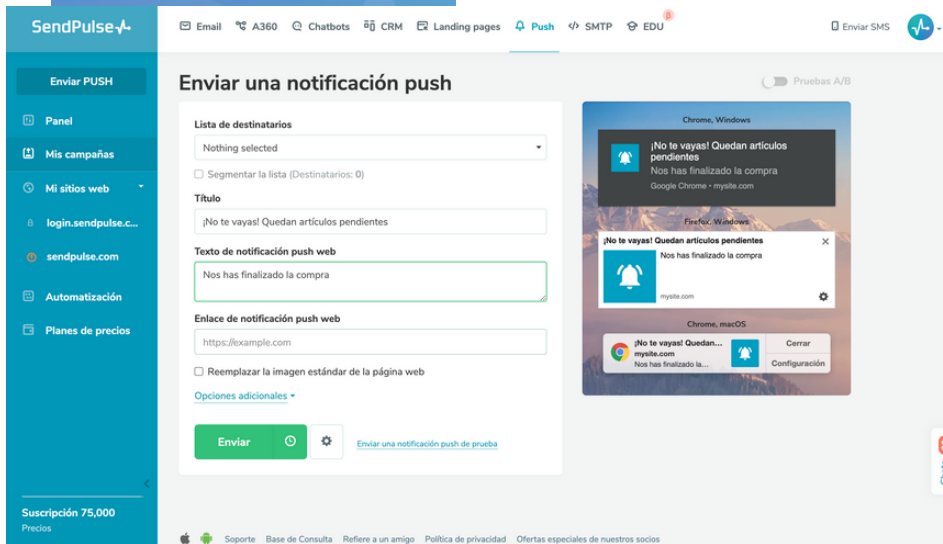 SendPulse
Email A360 Chatbots CRM Landing pages Push SMTP EDU β
Enviar SMS
Enviar PUSH
Panel
Mis campañas
Mi sitios web
login.sendpulse.c...
sendpulse.com
Automatización
Planes de precios
Suscripción 75,000
Precios
Enviar una notificación push
Pruebas A/B
Lista de destinatarios
Nothing selected
Segmentar la lista (Destinatarios: 0)
Título
¡No te vayas! Quedan artículos pendientes
Texto de notificación push web
Nos has finalizado la compra
Enlace de notificación push web
https://example.com
Reemplazar la imagen estándar de la página web
Opciones adicionales
Enviar
Enviar una notificación push de prueba
Chrome, Windows
¡No te vayas! Quedan artículos
pendientes
Nos has finalizado la compra
Google Chrome • mysite.com
Firefox, Windows
¡No te vayas! Quedan artículos pendientes
Nos has finalizado la compra
mysite.com
Chrome, macOS
¡No te vayas! Quedan...
mysite.com
Nos has finalizado la...
Cerrar
Configuración
Soporte Base de Consulta Refiere a un amigo Política de privacidad Ofertas especiales de nuestros socios